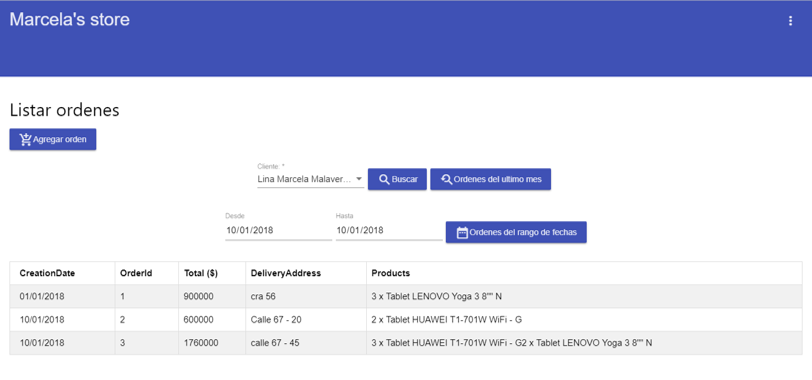 Marcela's store
Listar ordenes
Agregar orden
Cliente: *
Lina Marcela Malaver...
Buscar
Ordenes del ultimo mes
Desde
Hasta
10/01/2018
10/01/2018
Ordenes del rango de fechas
CreationDate OrderId Total ($) DeliveryAddress Products
01/01/2018 1 900000 cra 56 3 x Tablet LENOVO Yoga 3 8"" N
10/01/2018 2 600000 Calle 67 - 20 2 x Tablet HUAWEI T1-701W WiFi - G
10/01/2018 3 1760000 calle 67 - 45 3 x Tablet HUAWEI T1-701W WiFi - G2 x Tablet LENOVO Yoga 3 8"" N